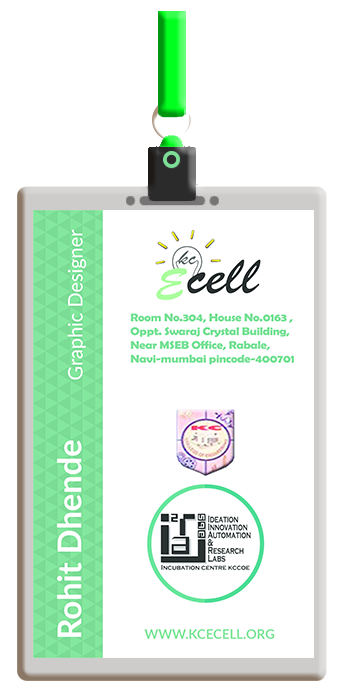 Graphic Designer
Rohit Dhende
kc
Ecell
Room No.304, House No.0163 ,
Oppt. Swaraj Crystal Building,
Near MSEB Office, Rabale,
Navi-mumbai pincode-400701
KC
IDEATION
INNOVATION
AUTOMATION
&
RESEARCH
LABS
INCUBATION CENTRE KCCOE
WWW.KCECELL.ORG